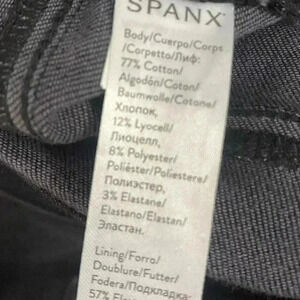 SPANX
Body/Cuerpo/Corps
/Corpetto/Лиф:
77% Cotton/
Algodón/Coton/
Baumwolle/Cotone/
Хлопок,
12% Lyocell/
Лиоцелл,
8% Polyester/
Poliéster/Poliestere/
Полиэстер,
3% Elastane/
Elastano/Elastan/
Эластан.
Lining/Forro/
Doublure/Futter/
Fodera/Подкладка:
57%